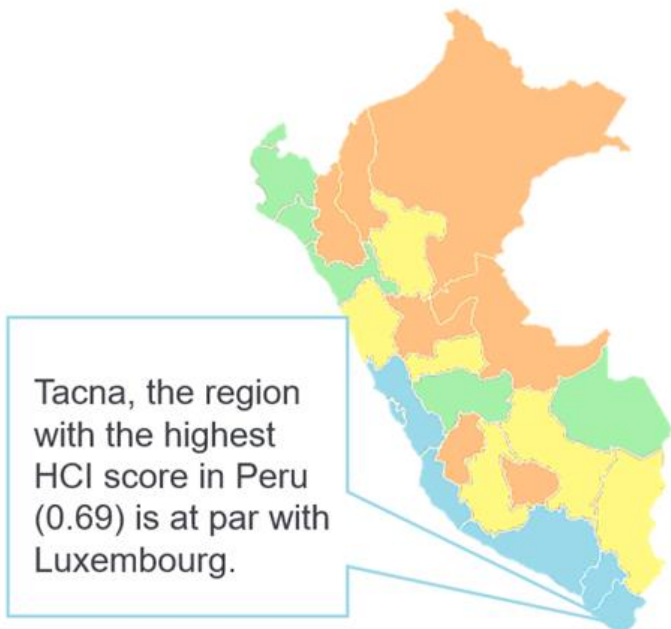 Tacna, the region
with the highest
HCI score in Peru
(0.69) is at par with
Luxembourg.